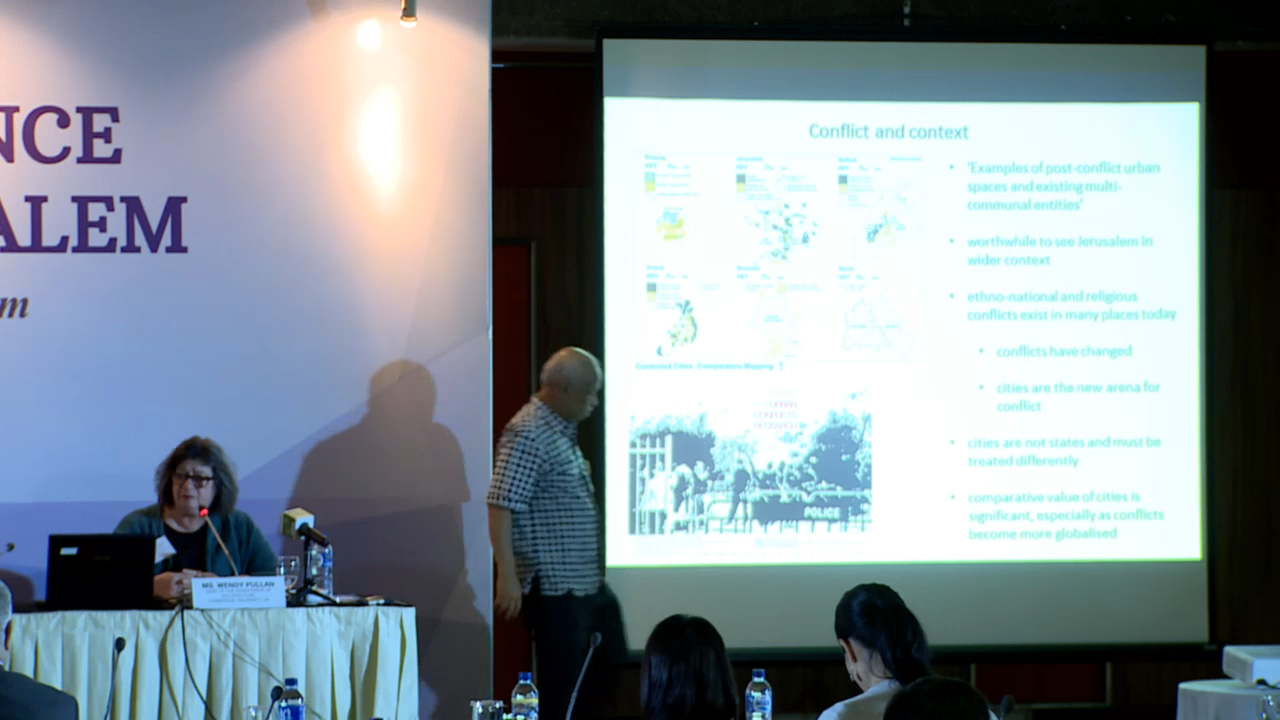 NCE
ALEM
m
MS. WENDY PULLAN
Conflict and context
Contested Cities, Comparative Mapping
URBAN
CONFLICTS
RESEARCH
POLICE
• 'Examples of post-conflict urban
spaces and existing multi-
communal entities'
• worthwhile to see Jerusalem in
wider context
• ethno-national and religious
conflicts exist in many places today
• conflicts have changed
• cities are the new arena for
conflict
• cities are not states and must be
treated differently
• comparative value of cities is
significant, especially as conflicts
become more globalised